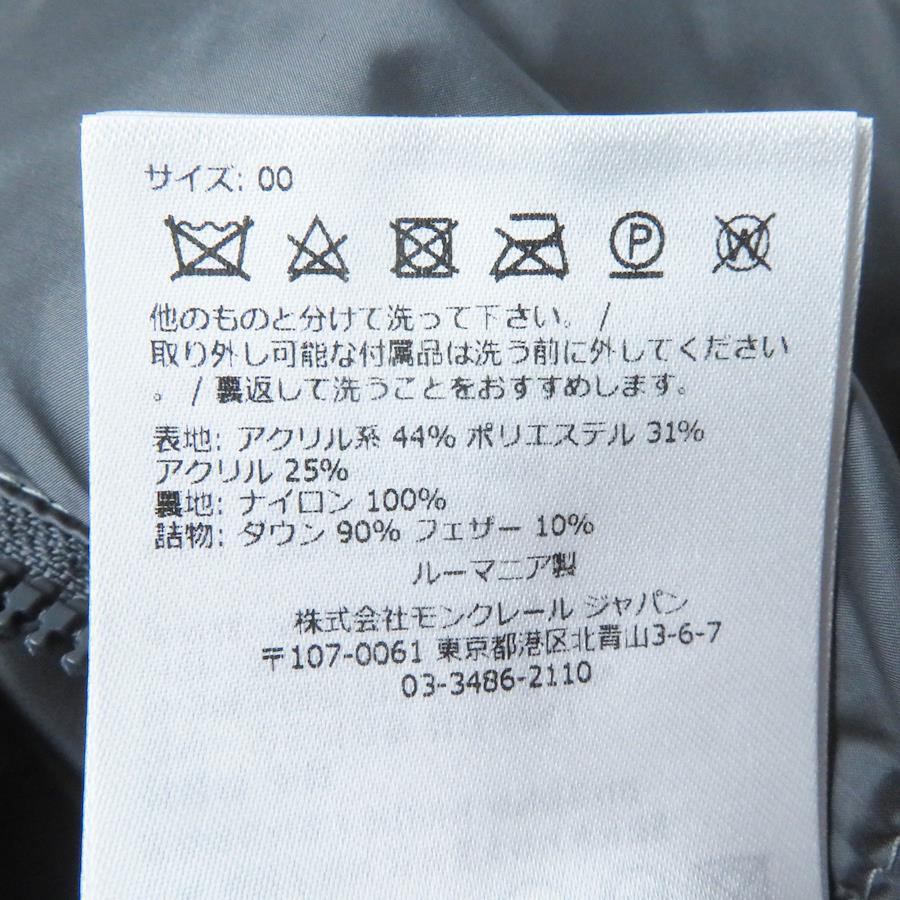 サイズ: 00
P
W
他のものと分けて洗って下さい。 /
取り外し可能な付属品は洗う前に外してください
。 / 裏返して洗うことをおすすめします。
表地: アクリル系 44% ポリエステル 31%
アクリル 25%
裏地: ナイロン 100%
詰物: ダウン 90% フェザー 10%
ルーマニア製
株式会社モンクレール ジャパン
〒107-0061 東京都港区北青山3-6-7
03-3486-2110